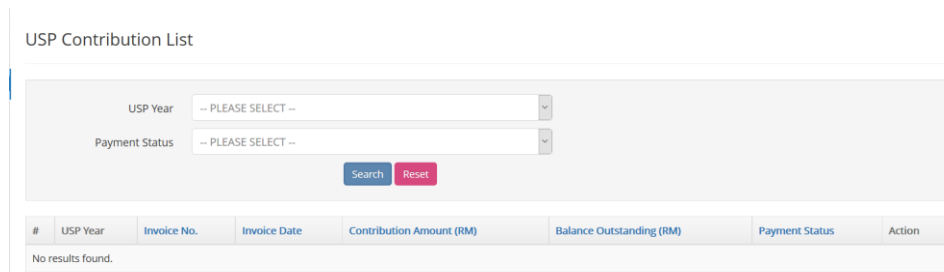 USP Contribution List
USP Year -- PLEASE SELECT --
Payment Status -- PLEASE SELECT --
Search Reset
# USP Year Invoice No. Invoice Date Contribution Amount (RM) Balance Outstanding (RM) Payment Status Action
No results found.